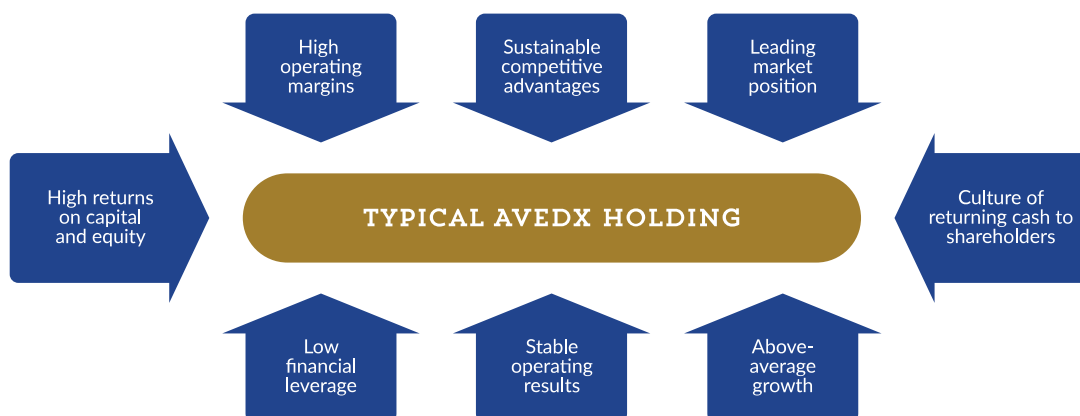 High
operating
margins
Sustainable
competitive
advantages
Leading
market
position
High returns
on capital
and equity
TYPICAL AVEDX HOLDING
Culture of
returning cash to
shareholders
Low
financial
leverage
Stable
operating
results
Above-
average
growth